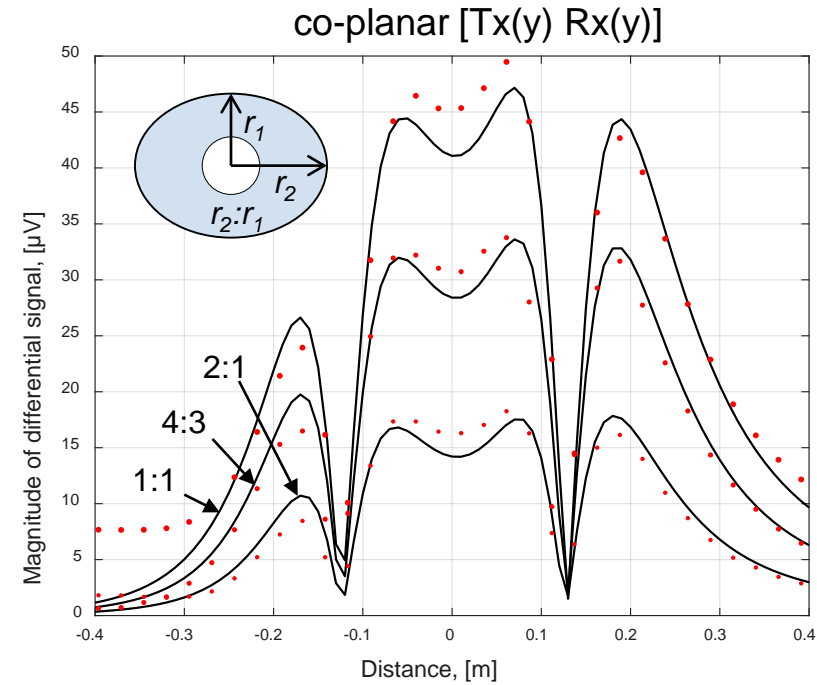 co-planar [Tx(y) Rx(y)]
50
45
40
35
30
25
20
15
10
5
0
Magnitude of differential signal, [µV]
r1
r2
r2:r1
2:1
4:3
1:1
-0.4 -0.3 -0.2 -0.1 0 0.1 0.2 0.3 0.4
Distance, [m]